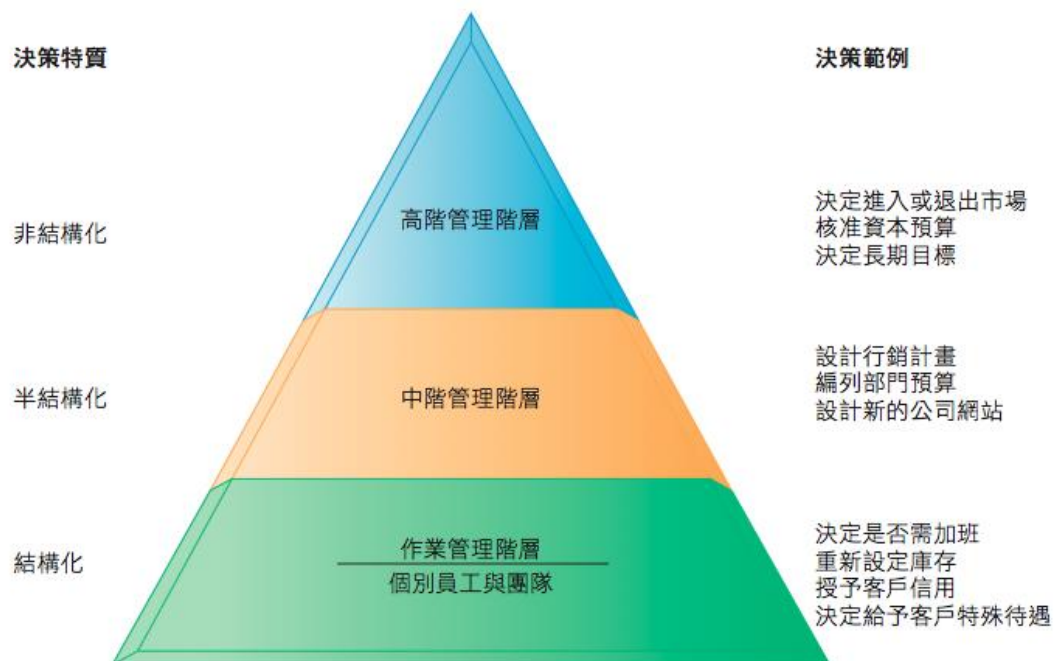 決策特質
決策範例
非結構化
高階管理階層
決定進入或退出市場
核准資本預算
決定長期目標
半結構化
中階管理階層
設計行銷計畫
編列部門預算
設計新的公司網站
結構化
作業管理階層
個別員工與團隊
決定是否需加班
重新設定庫存
授予客戶信用
決定給予客戶特殊待遇